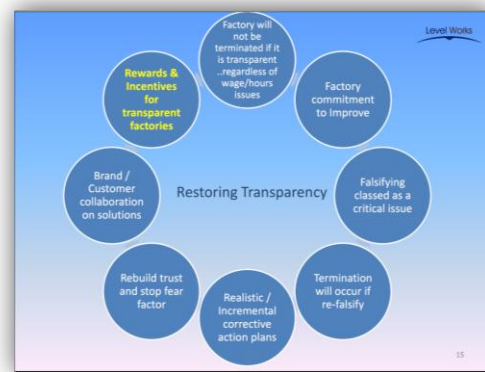 Level Works
Factory will
not be
terminated if it
is transparent
..regardless of
wage/hours
issues
Factory
commitment
to Improve
Falsifying
classed as a
critical issue
Termination
will occur if
re-falsify
Realistic /
Incremental
corrective
action plans
Rebuild trust
and stop fear
factor
Brand /
Customer
collaboration
on solutions
Rewards &
Incentives
for
transparent
factories
Restoring Transparency
15